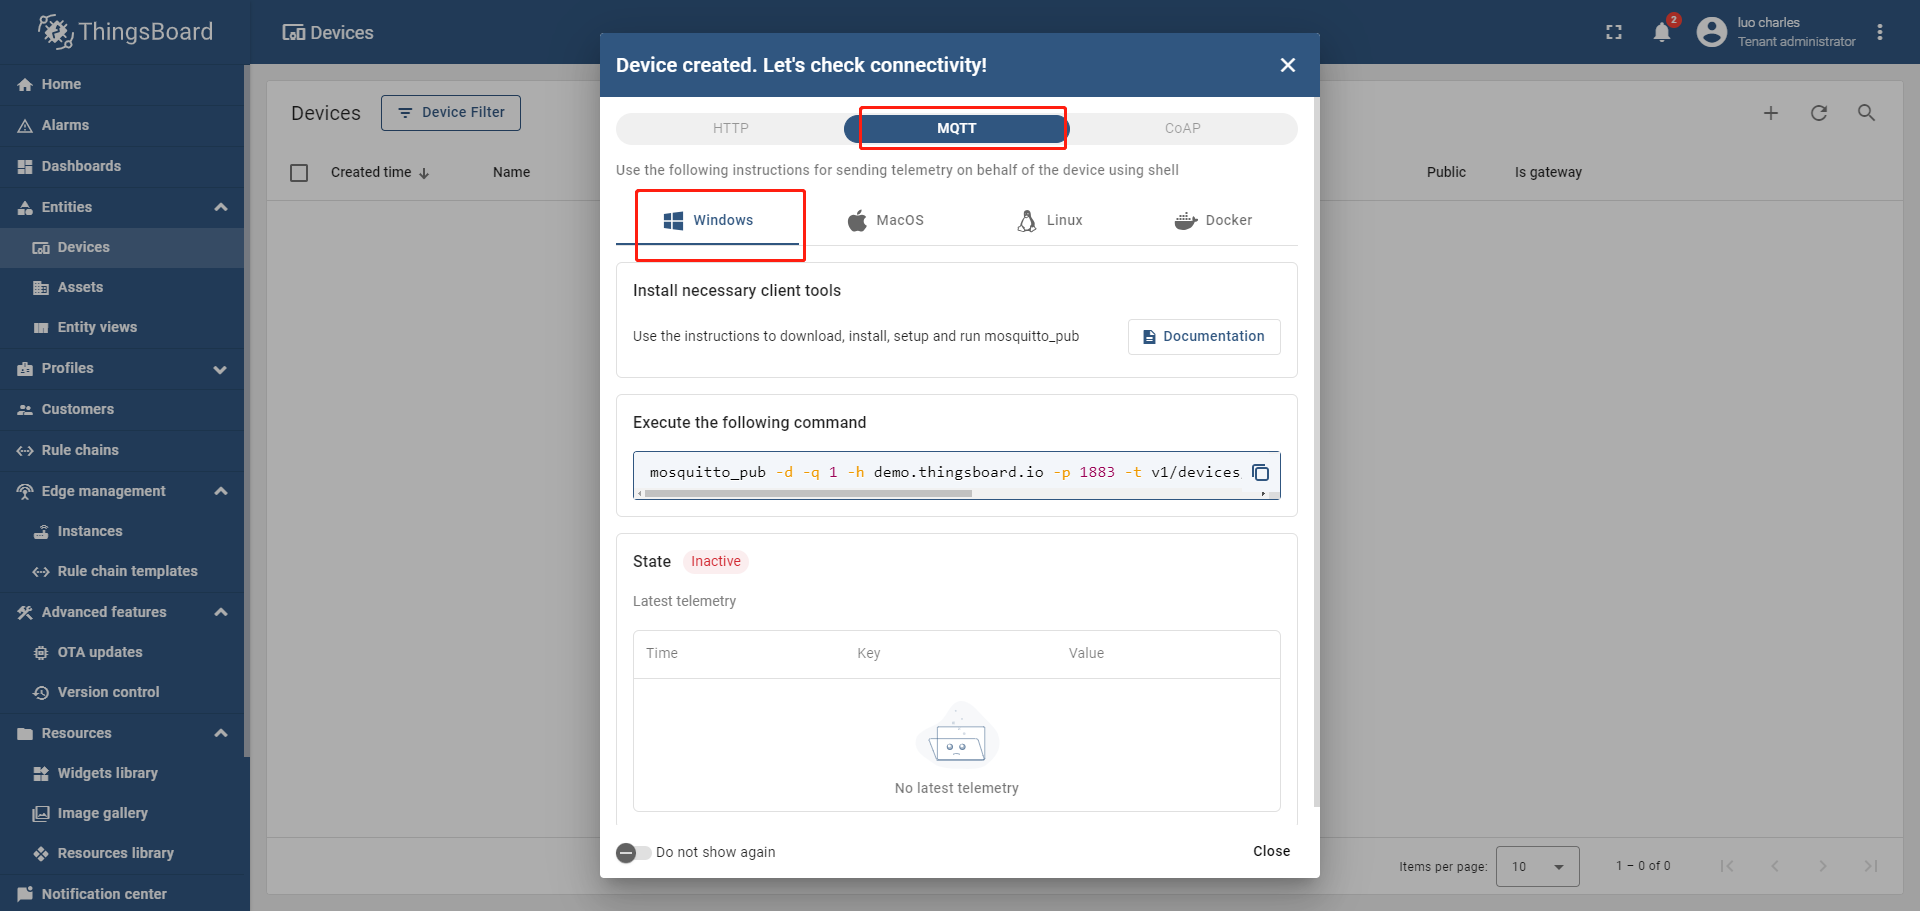 ThingsBoard
Devices
2
luo charles
Tenant administrator
Home
Alarms
Dashboards
Entities
Devices
Assets
Entity views
Profiles
Customers
Rule chains
Edge management
Instances
Rule chain templates
Advanced features
OTA updates
Version control
Resources
Widgets library
Image gallery
Resources library
Notification center
Devices
Device Filter
Created time
Name
Public
Is gateway
Device created. Let's check connectivity!
HTTP
MQTT
CoAP
Use the following instructions for sending telemetry on behalf of the device using shell
Windows
MacOS
Linux
Docker
Install necessary client tools
Use the instructions to download, install, setup and run mosquitto_pub
Documentation
Execute the following command
mosquitto_pub -d -q 1 -h demo.thingsboard.io -p 1883 -t v1/devices
State
Inactive
Latest telemetry
Time
Key
Value
No latest telemetry
Do not show again
Close
Items per page:
10
1 – 0 of 0